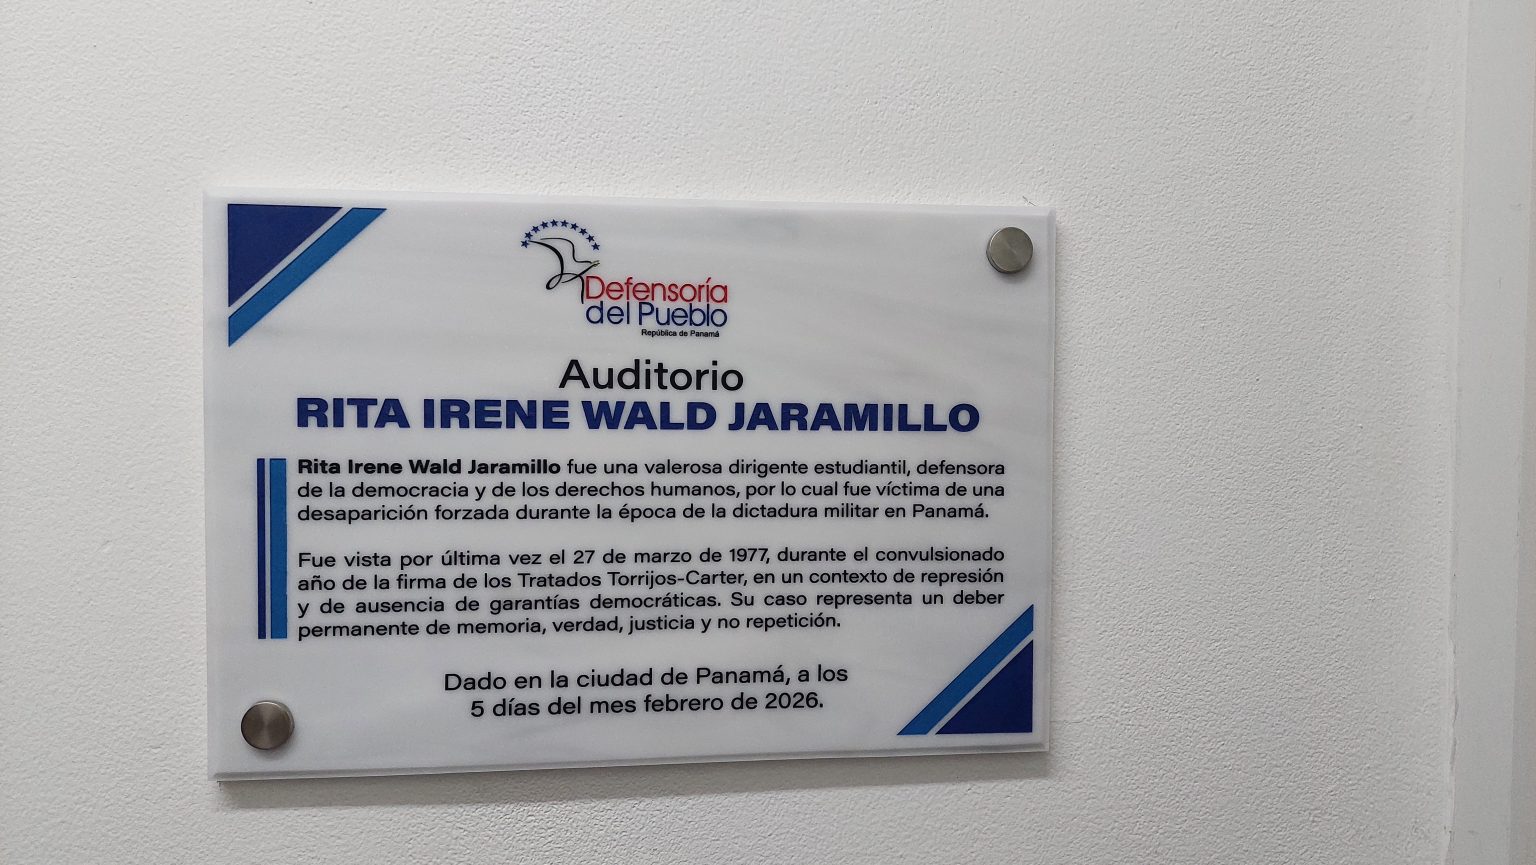 Defensoría
del Pueblo
República de Panamá
Auditorio
RITA IRENE WALD JARAMILLO
Rita Irene Wald Jaramillo fue una valerosa dirigente estudiantil, defensora
de la democracia y de los derechos humanos, por lo cual fue víctima de una
desaparición forzada durante la época de la dictadura militar en Panamá.
Fue vista por última vez el 27 de marzo de 1977, durante el convulsionado
año de la firma de los Tratados Torrijos-Carter, en un contexto de represión
y de ausencia de garantías democráticas. Su caso representa un deber
permanente de memoria, verdad, justicia y no repetición.
Dado en la ciudad de Panamá, a los
5 días del mes febrero de 2026.